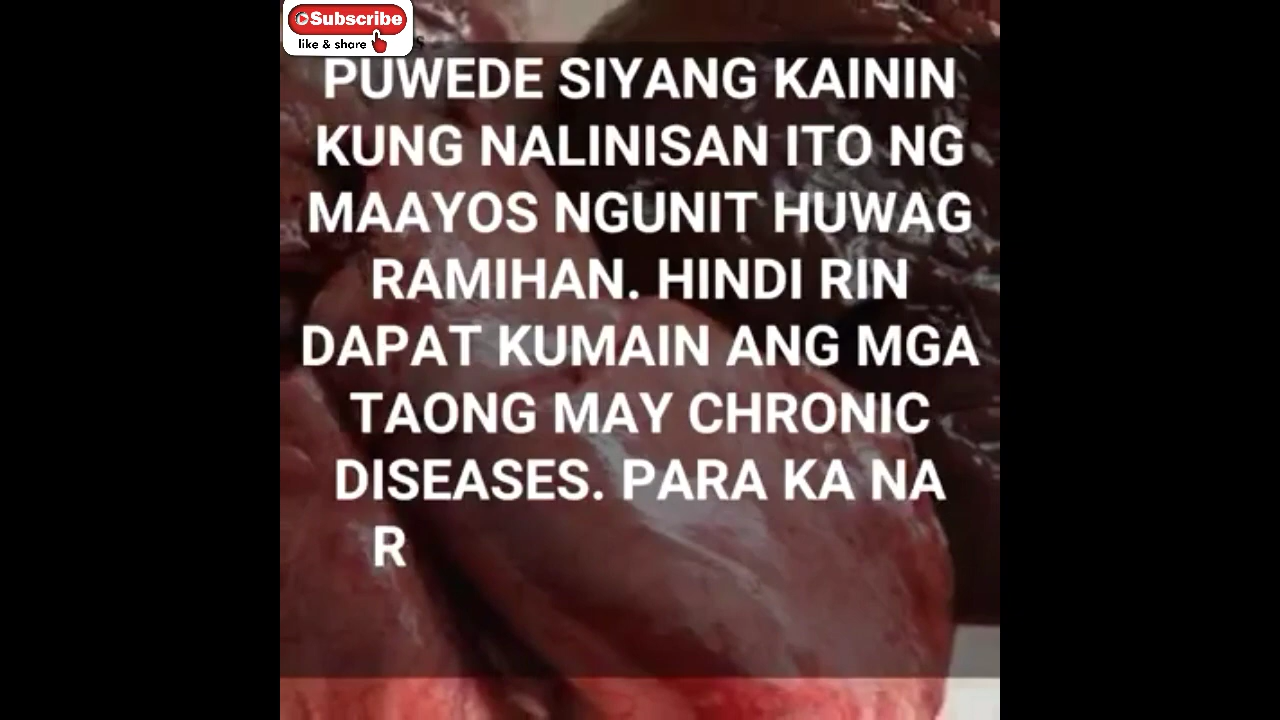 Subscribe
like & share
PUWEDE SIYANG KAININ
KUNG NALINISAN ITO NG
MAAYOS NGUNIT HUWAG
RAMIHAN. HINDI RIN
DAPAT KUMAIN ANG MGA
TAONG MAY CHRONIC
DISEASES. PARA KA NA
R